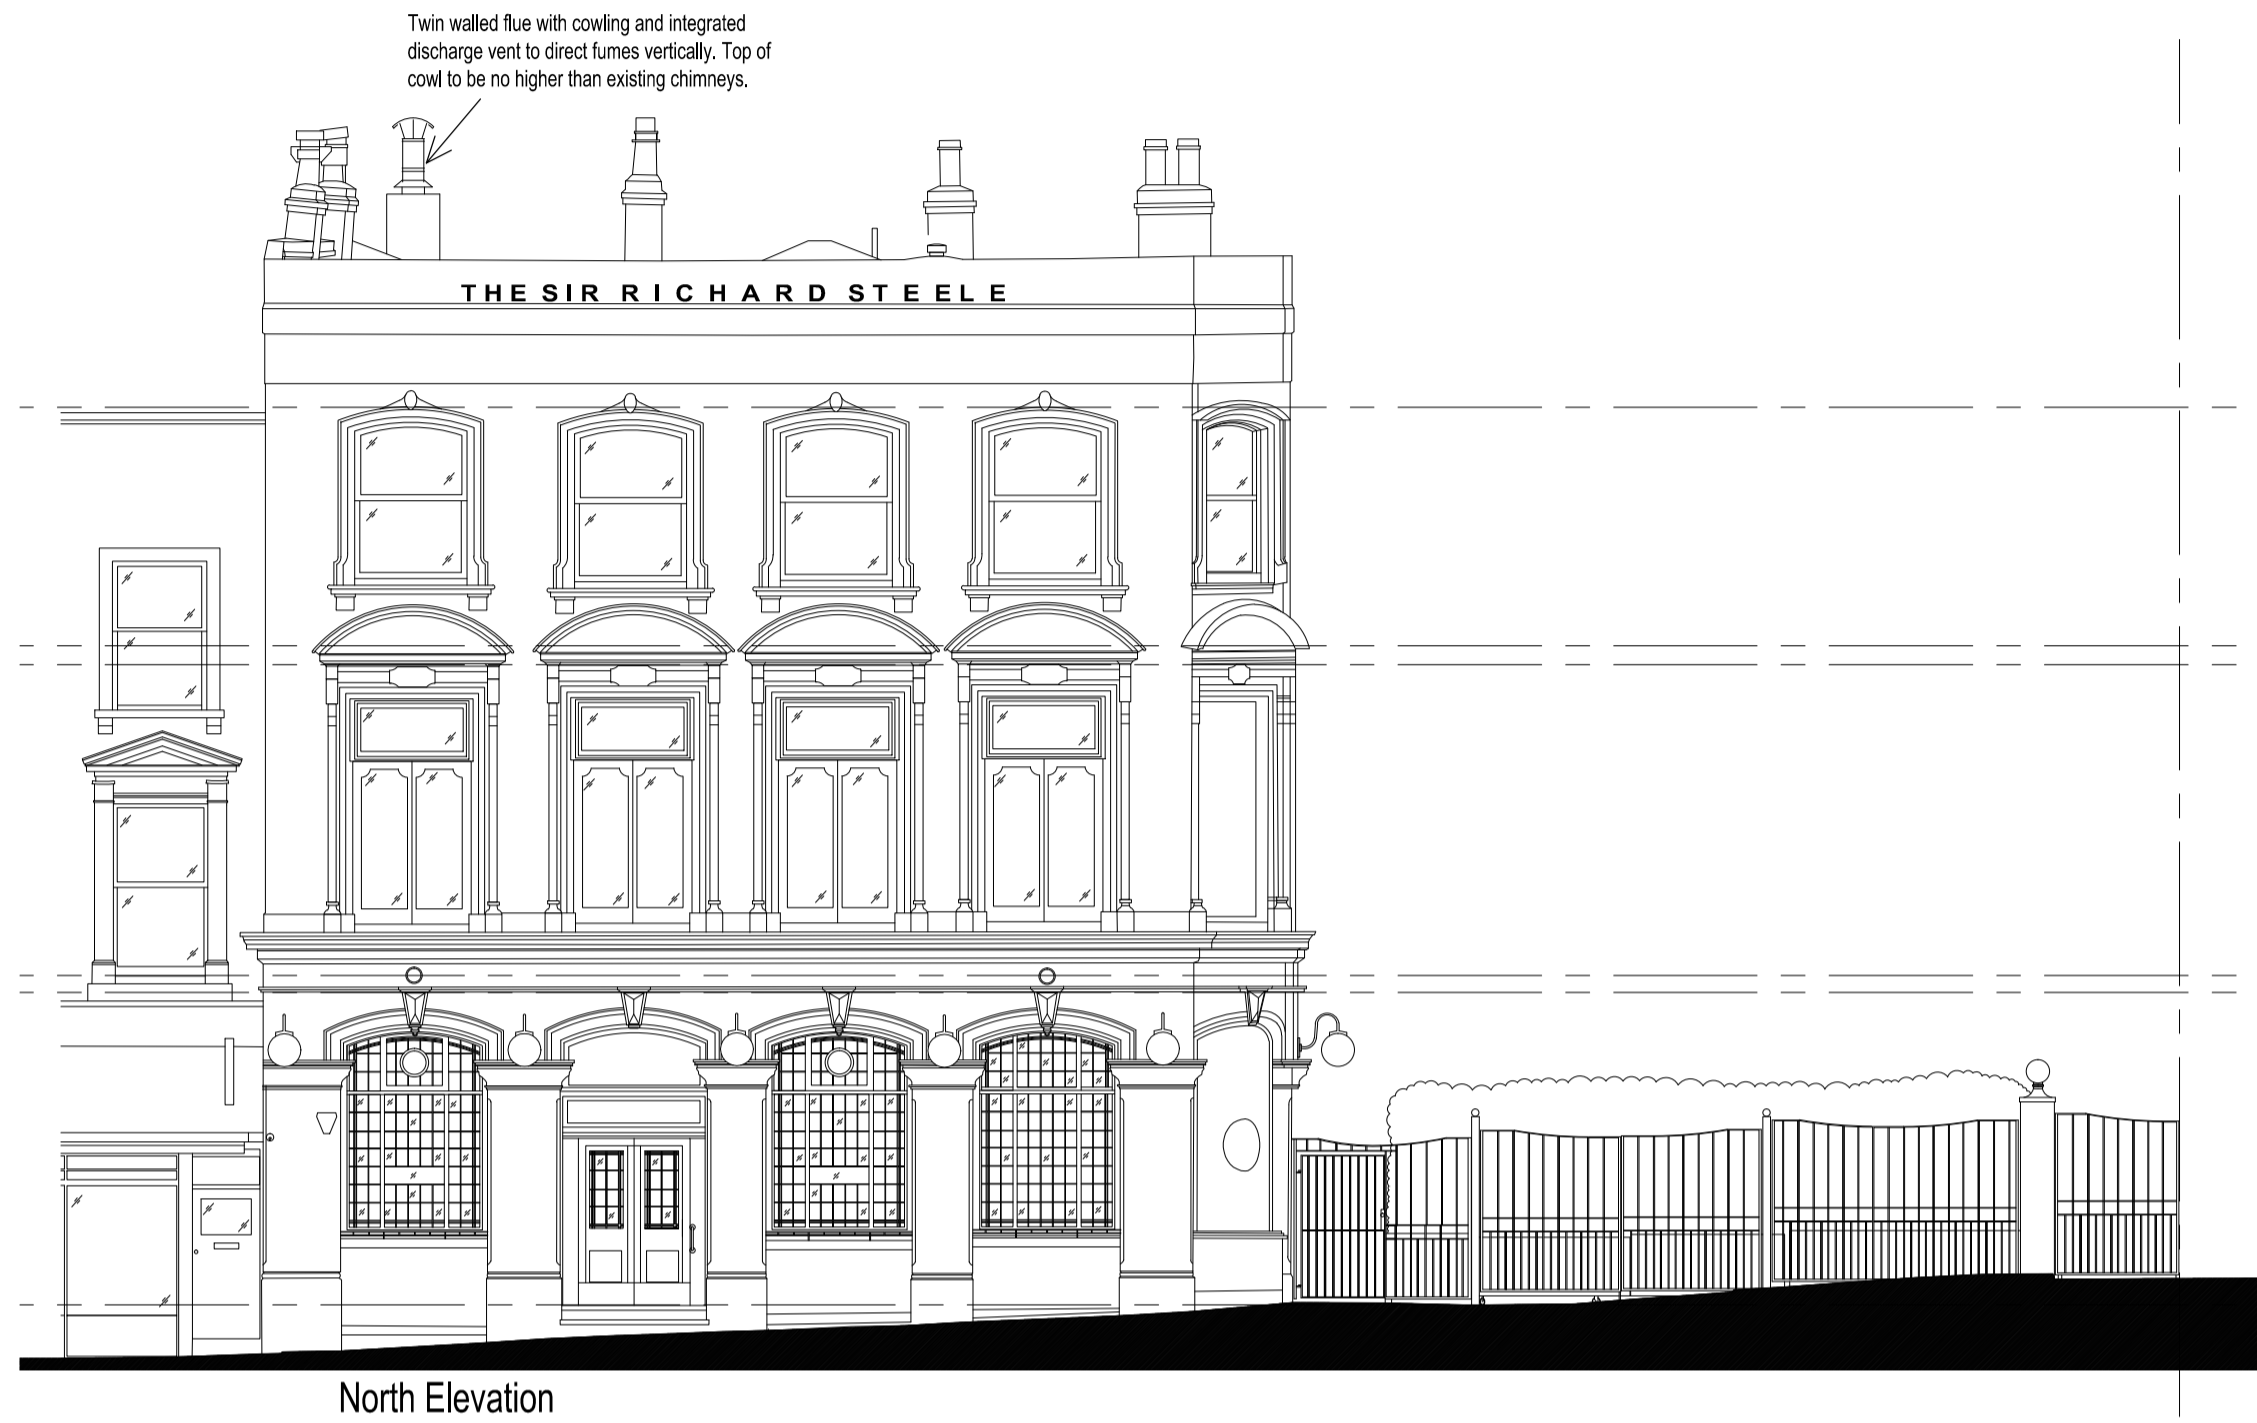 Twin walled flue with cowling and integrated
discharge vent to direct fumes vertically. Top of
cowl to be no higher than existing chimneys.
THE SIR RICHARD STEELE
North Elevation